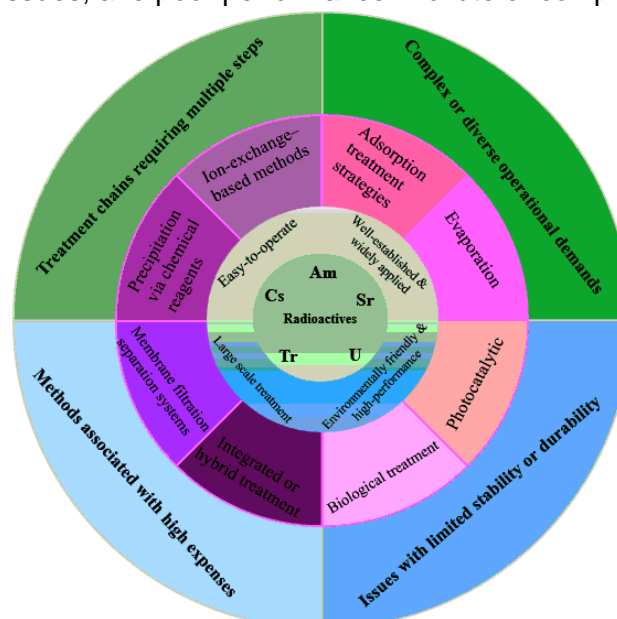 Treatment chains requiring multiple steps
Complex or diverse operational demands
Ion-exchange–
based methods
Adsorption
treatment
strategies
Precipitation
via chemical
reagents
Evaporation
Easy-to-operate
Well-established &
widely applied
Am
Cs
Sr
Radioactives
Tr
U
Large scale treatment
Environmentally friendly &
high-performance
Membrane filtration
separation systems
Photocatalytic
Integrated or
hybrid treatment
Biological treatment
Methods associated with high expenses
Issues with limited stability or durability